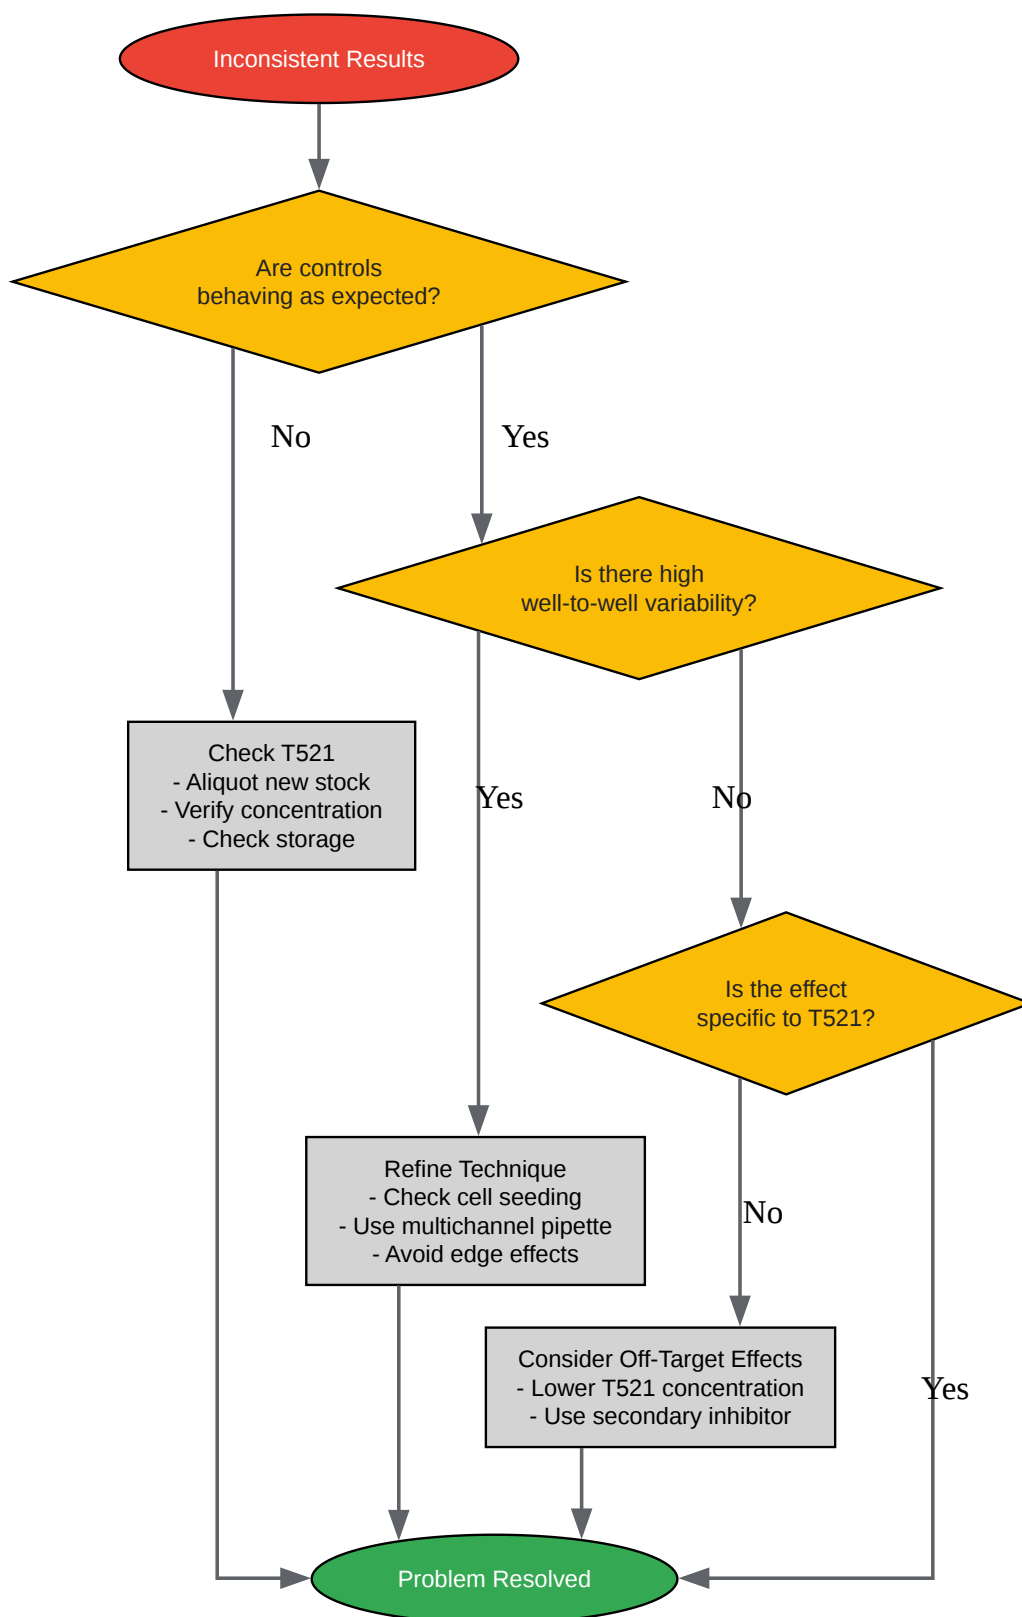 Inconsistent Results
Are controls
behaving as expected?
No
Yes
Is there high
well-to-well variability?
Check T521
- Aliquot new stock
- Verify concentration
- Check storage
Yes
No
Is the effect
specific to T521?
Refine Technique
- Check cell seeding
- Use multichannel pipette
- Avoid edge effects
No
Consider Off-Target Effects
- Lower T521 concentration
- Use secondary inhibitor
Yes
Problem Resolved